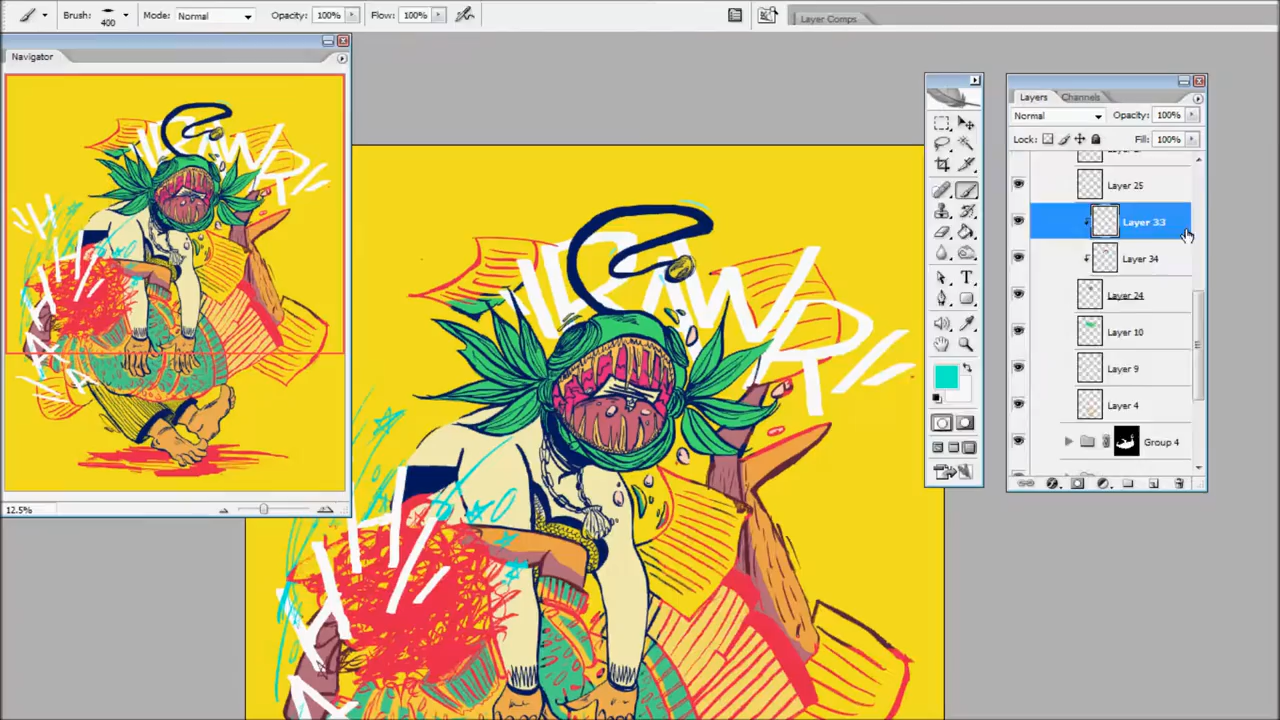 Brush: 400 Mode: Normal Opacity: 100% Flow: 100%
Layer Comps
Navigator
12.5%
Layers Channels
Normal Opacity: 100%
Lock: Fill: 100%
Layer 25
Layer 33
Layer 34
Layer 24
Layer 10
Layer 9
Layer 4
Group 4
T